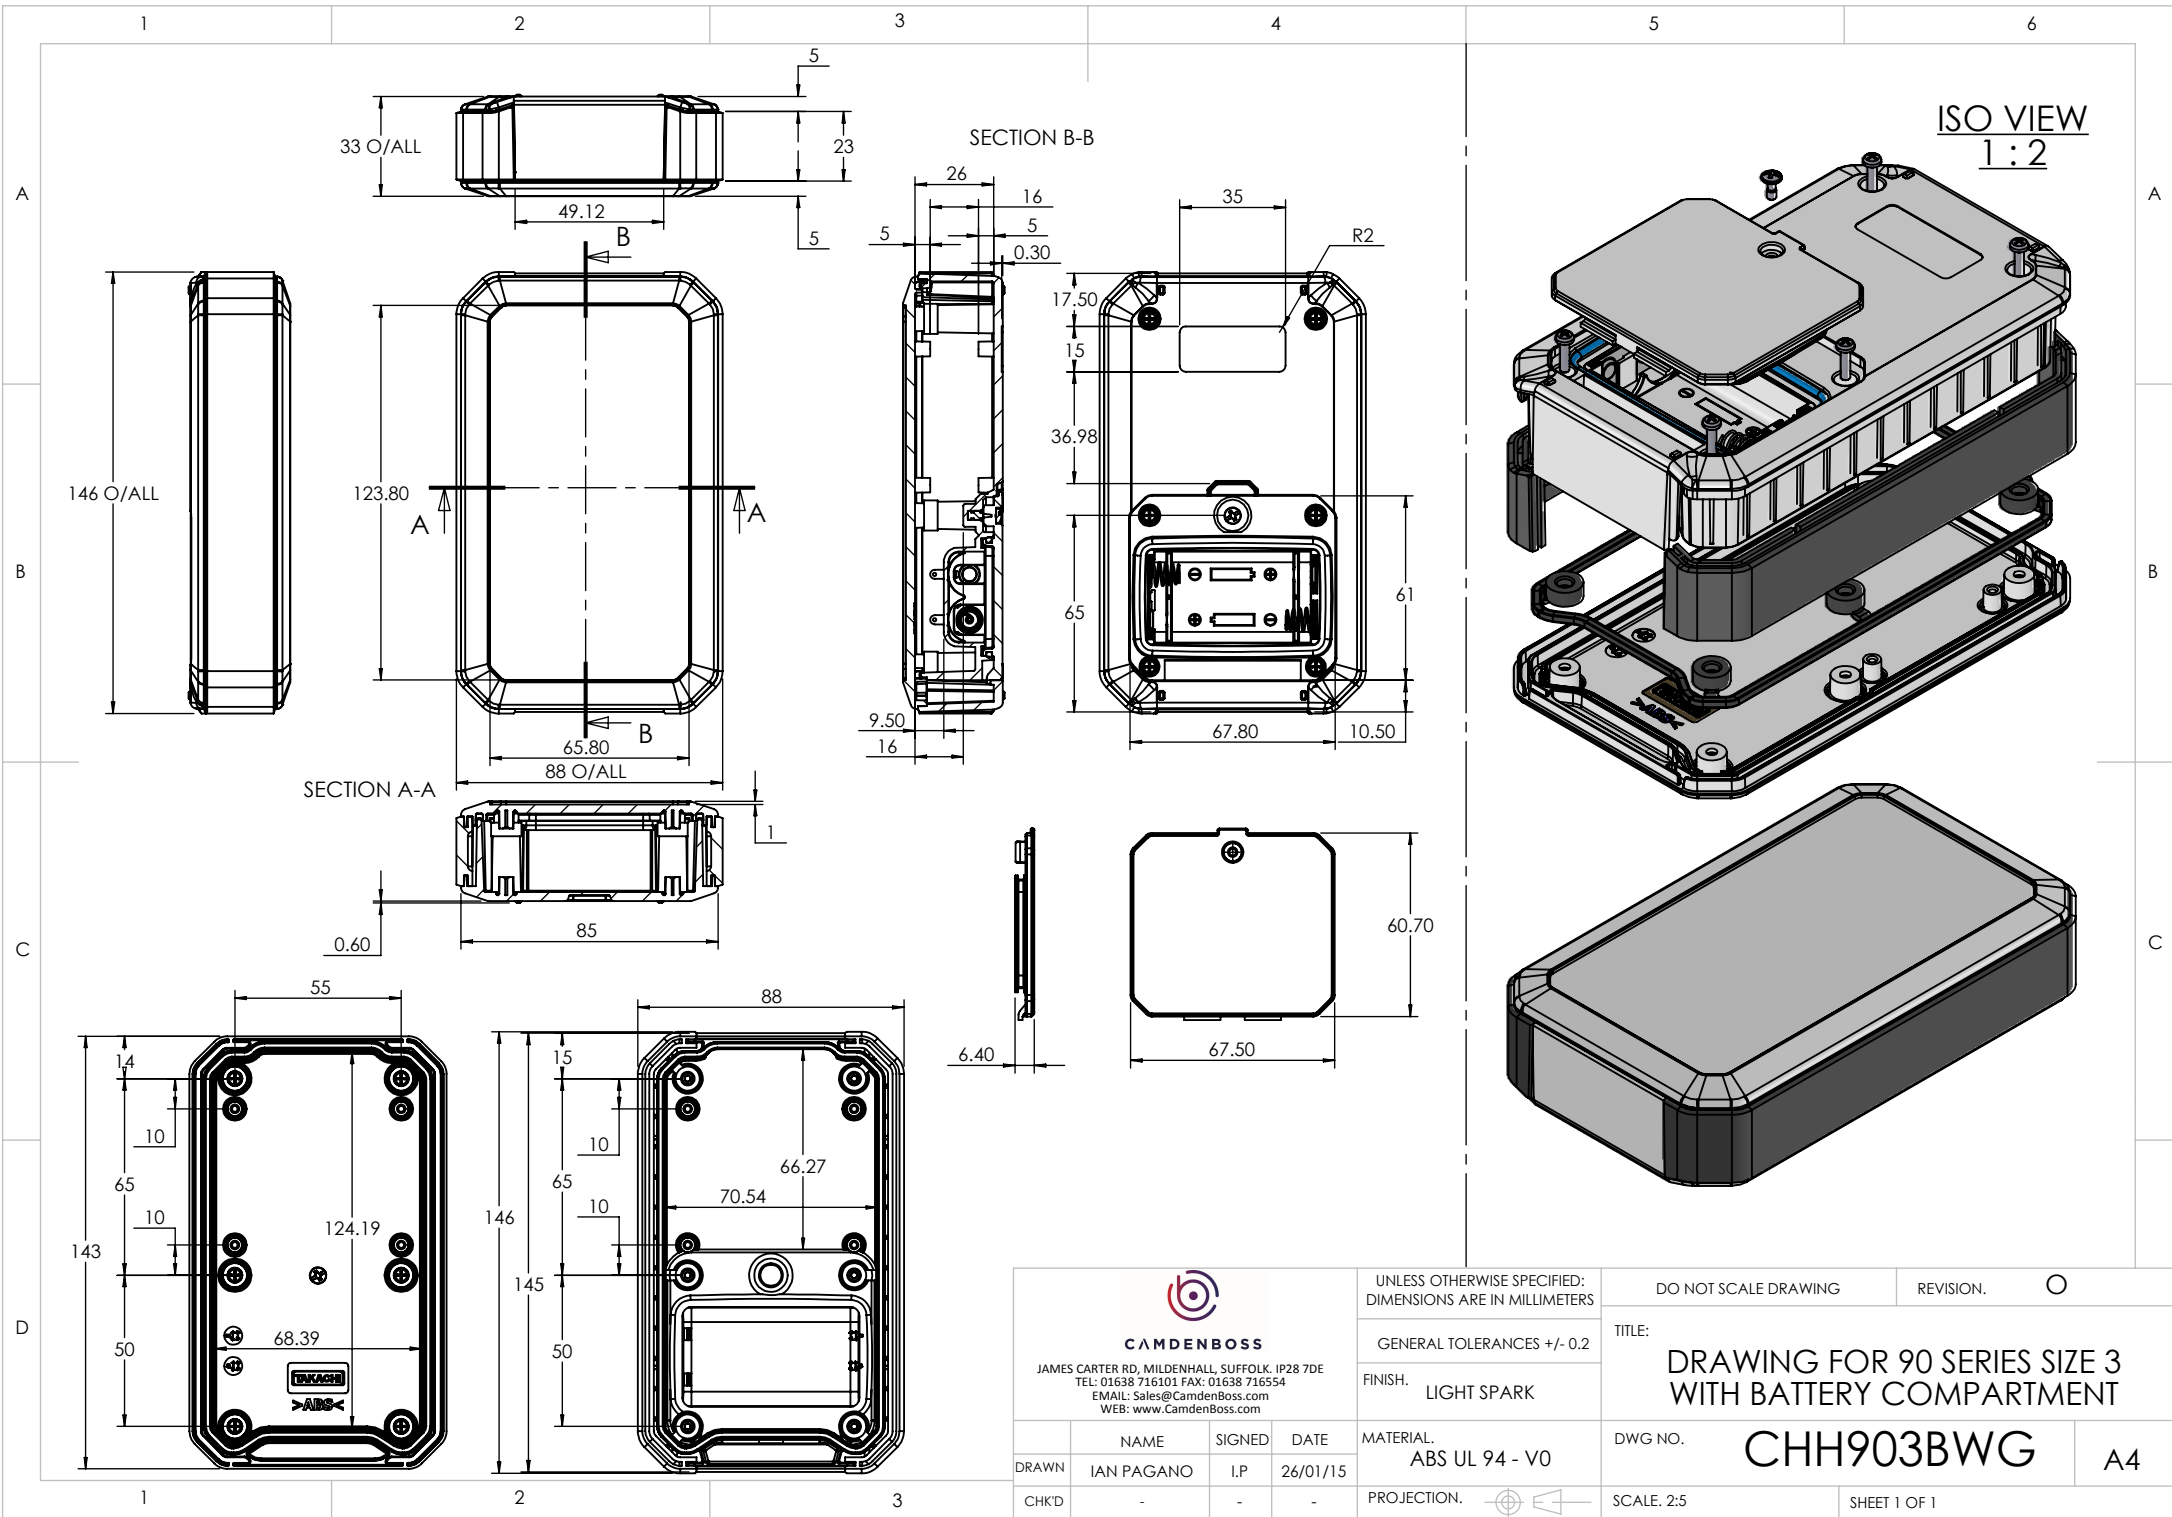 1
2
3
4
5
6
A
B
C
D
A
B
C
ISO VIEW
1 : 2
5
33 O/ALL
23
49.12
5
SECTION B-B
26
16
5
5
0.30
35
R2
17.50
15
36.98
65
61
9.50
16
67.80
10.50
146 O/ALL
B
123.80
A
A
B
65.80
88 O/ALL
SECTION A-A
1
0.60
85
60.70
6.40
67.50
55
14
10
65
10
143
124.19
50
68.39
TAKACHI
>ABS<
88
15
10
66.27
65
70.54
10
146
145
50
>ABS<
CAMDENBOSS
JAMES CARTER RD, MILDENHALL, SUFFOLK. IP28 7DE
TEL: 01638 716101 FAX: 01638 716554
EMAIL: Sales@CamdenBoss.com
WEB: www.CamdenBoss.com
NAME SIGNED DATE
DRAWN IAN PAGANO I.P 26/01/15
CHK'D - - -
UNLESS OTHERWISE SPECIFIED:
DIMENSIONS ARE IN MILLIMETERS
GENERAL TOLERANCES +/- 0.2
FINISH.
LIGHT SPARK
MATERIAL.
ABS UL 94 - V0
PROJECTION.
DO NOT SCALE DRAWING
REVISION. O
TITLE:
DRAWING FOR 90 SERIES SIZE 3
WITH BATTERY COMPARTMENT
DWG NO.
CHH903BWG
A4
SCALE. 2:5
SHEET 1 OF 1
1
2
3